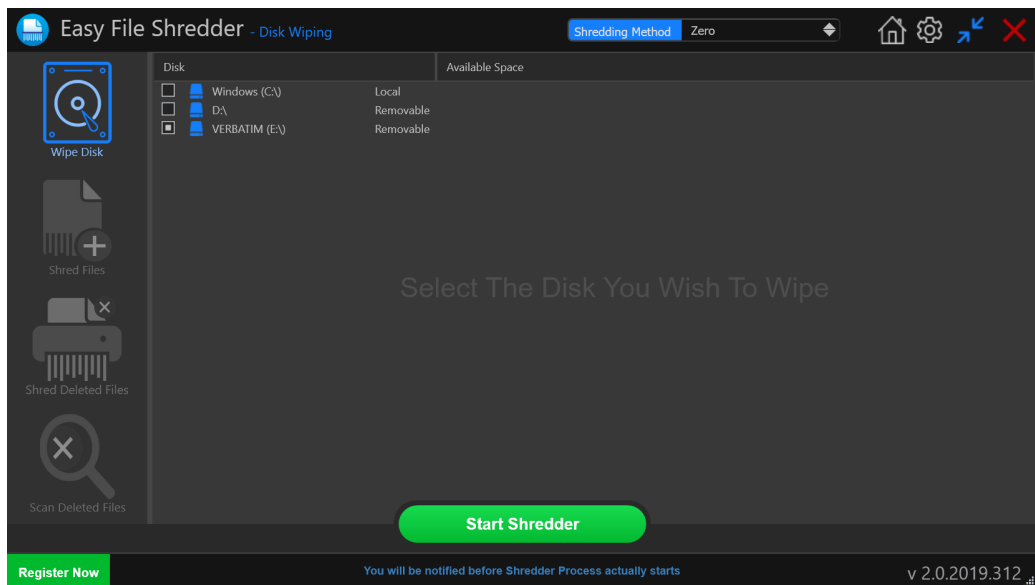 Easy File Shredder - Disk Wiping
Shredding Method Zero
Disk Available Space
Windows (C:\) Local
D:\ Removable
VERBATIM (E:\) Removable
Wipe Disk
Shred Files
Shred Deleted Files
Scan Deleted Files
Select The Disk You Wish To Wipe
Start Shredder
Register Now
You will be notified before Shredder Process actually starts
v 2.0.2019.312